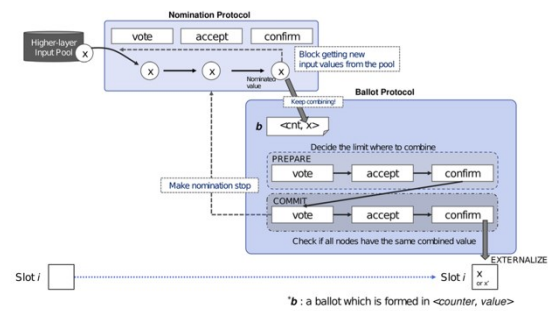 Nomination Protocol
Higher-layer
Input Pool
x
vote
accept
confirm
x
x
x
Nominated
value
Block getting new
input values from the pool
Keep combining!
Ballot Protocol
b
<cnt, x>
Decide the limit where to combine
PREPARE
vote
accept
confirm
Make nomination stop
COMMIT
vote
accept
confirm
Check if all nodes have the same combined value
EXTERNALIZE
Slot i
Slot i
x
or x'
*b : a ballot which is formed in <counter, value>